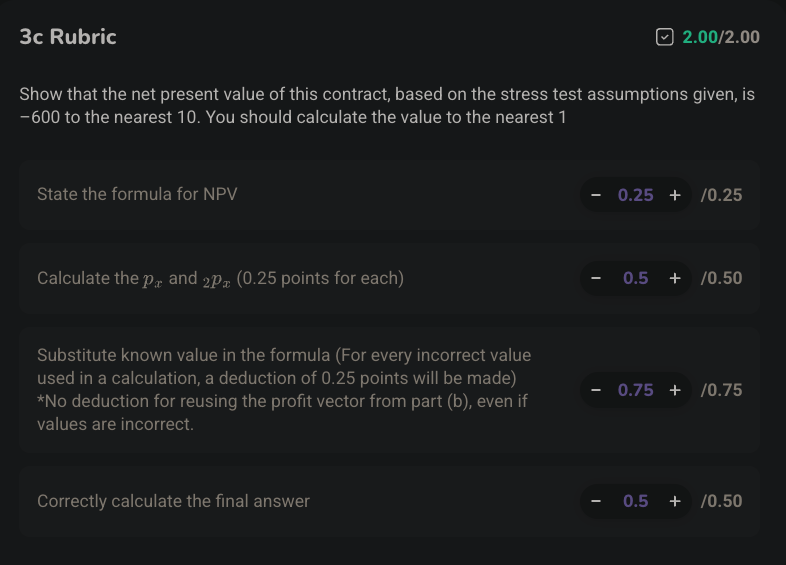 3c Rubric 2.00/2.00
Show that the net present value of this contract, based on the stress test assumptions given, is
−600 to the nearest 10. You should calculate the value to the nearest 1
State the formula for NPV − 0.25 + /0.25
Calculate the pₓ and ₂pₓ (0.25 points for each) − 0.5 + /0.50
Substitute known value in the formula (For every incorrect value
used in a calculation, a deduction of 0.25 points will be made)
*No deduction for reusing the profit vector from part (b), even if
values are incorrect.
− 0.75 + /0.75
Correctly calculate the final answer − 0.5 + /0.50